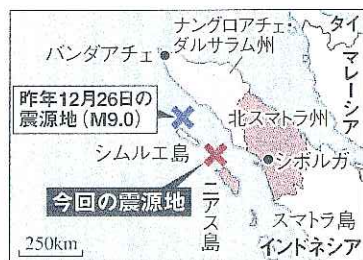 ナングロアチェ・
ダルサラム州
タイ
マレーシア
バンダアチェ
昨年12月26日の
震源地(M9.0)
北スマトラ州
シムルエ島
シボルガ
今回の震源地
ニアス島
スマトラ島
インドネシア
250km